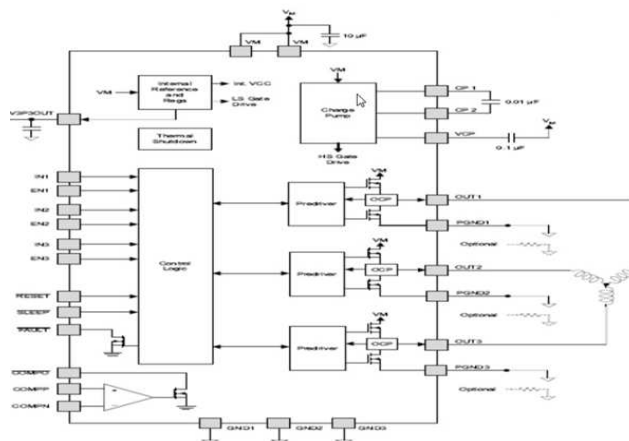 VM
10 µF
VM
VM
VM
Internal
Reference
and
Regs
Int. VCC
LS Gate
Drive
VM
Charge
Pump
HS Gate
Drive
CP1
CP2
0.01 µF
VCP
0.1 µF
VM
V3P3OUT
Thermal
Shutdown
IN1
EN1
IN2
EN2
IN3
EN3
RESET
SLEEP
FAULT
COMPO
COMPP
COMPN
Control
Logic
Predriver
VM
OCP
OUT1
PGND1
Optional
Predriver
VM
OCP
OUT2
PGND2
Optional
Predriver
VM
OCP
OUT3
PGND3
Optional
GND1
GND2
GND3